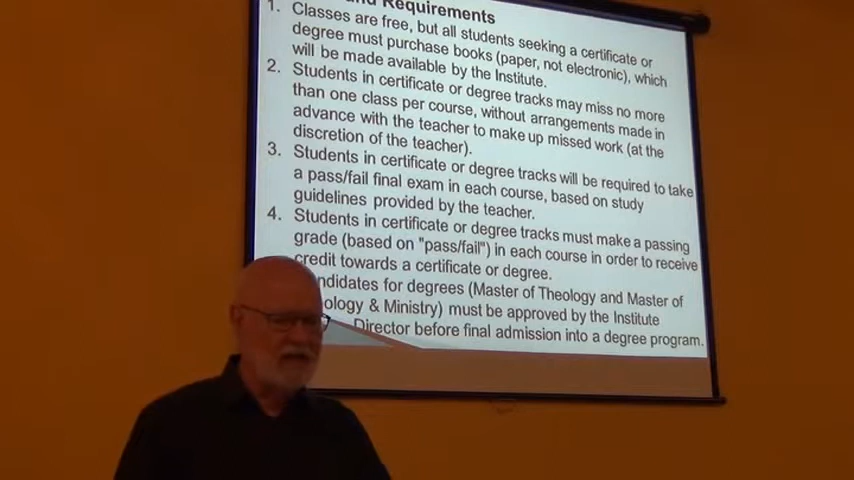 nd Requirements
1. Classes are free, but all students seeking a certificate or
degree must purchase books (paper, not electronic), which
will be made available by the Institute.
2. Students in certificate or degree tracks may miss no more
than one class per course, without arrangements made in
advance with the teacher to make up missed work (at the
discretion of the teacher).
3. Students in certificate or degree tracks will be required to take
a pass/fail final exam in each course, based on study
guidelines provided by the teacher.
4. Students in certificate or degree tracks must make a passing
grade (based on "pass/fail") in each course in order to receive
credit towards a certificate or degree.
ndidates for degrees (Master of Theology and Master of
ology & Ministry) must be approved by the Institute
Director before final admission into a degree program.